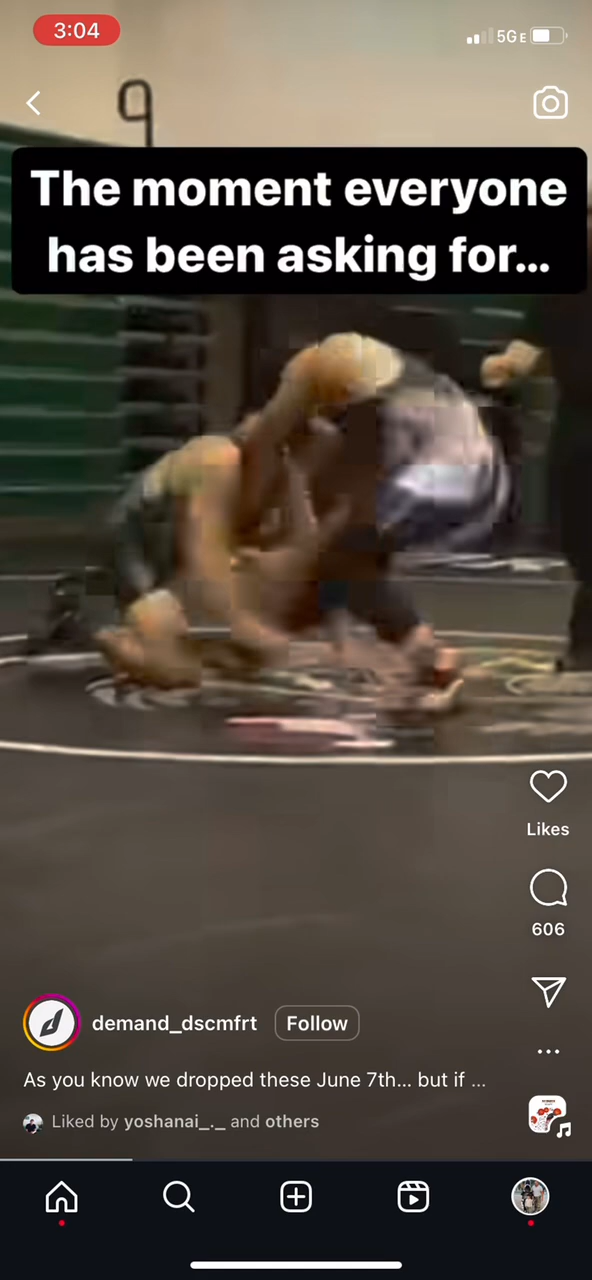 3:04
5GE
The moment everyone
has been asking for...
Likes
606
demand_dscmfrt
Follow
As you know we dropped these June 7th... but if ...
Liked by yoshanai_._ and others